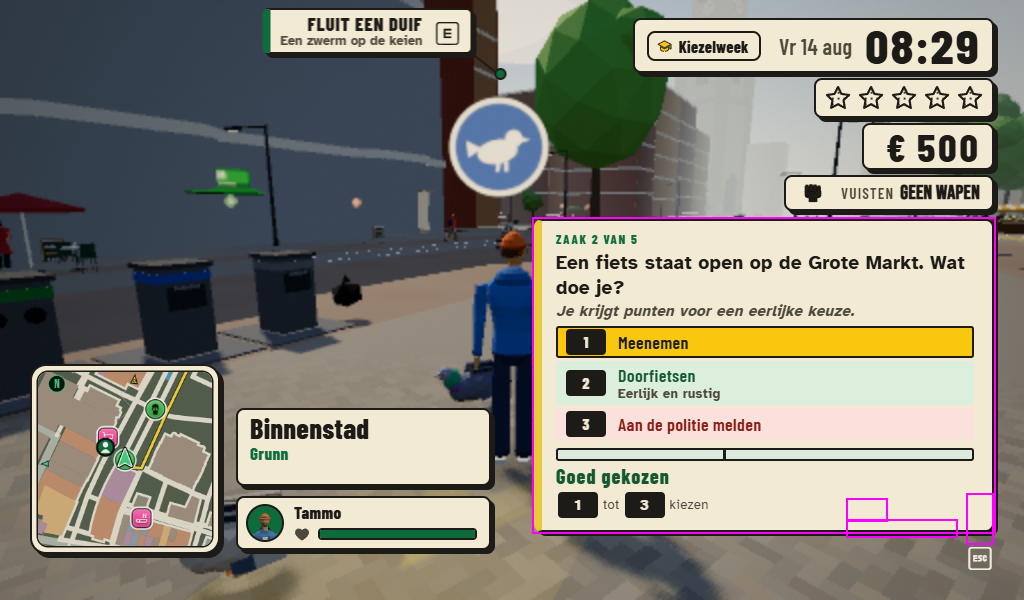 FLUIT EEN DUIF
Een zwerm op de keien
E
Kiezelweek
Vr 14 aug
08:29
€ 500
VUISTEN GEEN WAPEN
ZAAK 2 VAN 5
Een fiets staat open op de Grote Markt. Wat
doe je?
Je krijgt punten voor een eerlijke keuze.
1 Meenemen
2 Doorfietsen
Eerlijk en rustig
3 Aan de politie melden
Goed gekozen
1 tot 3 kiezen
N
Binnenstad
Grunn
Tammo
ESC